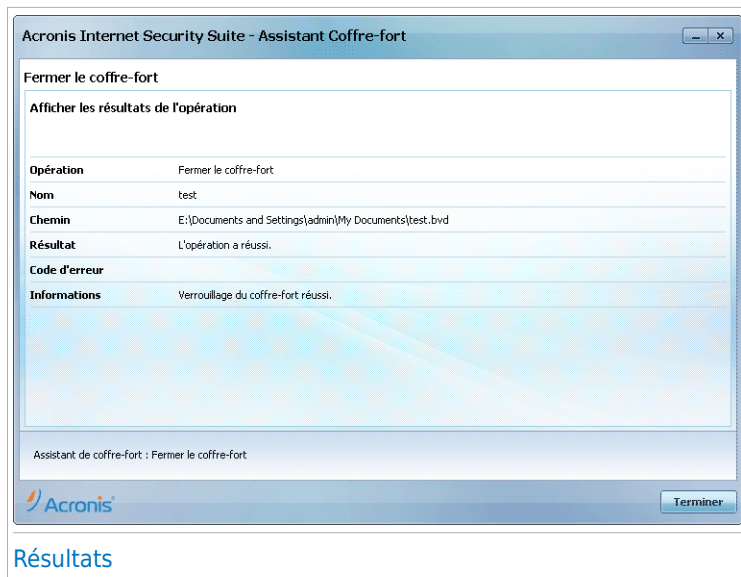 Acronis Internet Security Suite - Assistant Coffre-fort
Fermer le coffre-fort
Afficher les résultats de l'opération
Opération Fermer le coffre-fort
Nom test
Chemin E:\Documents and Settings\admin\My Documents\test.bvd
Résultat L'opération a réussi.
Code d'erreur
Informations Verrouillage du coffre-fort réussi.
Assistant de coffre-fort : Fermer le coffre-fort
Acronis
Terminer
Résultats